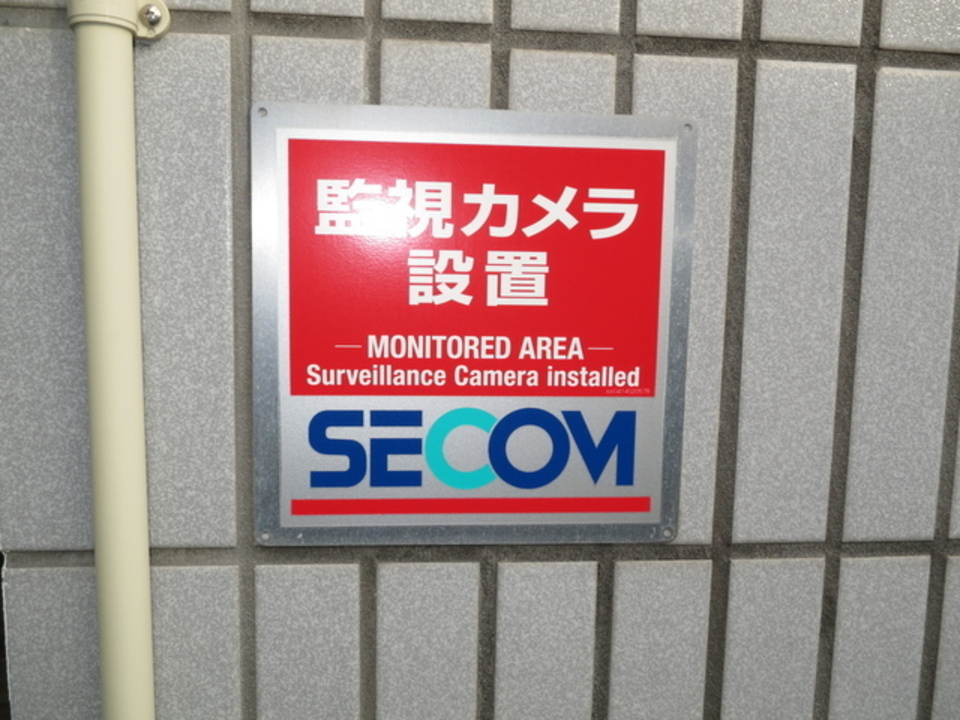 監視カメラ
設置
MONITORED AREA
Surveillance Camera installed
SECOM